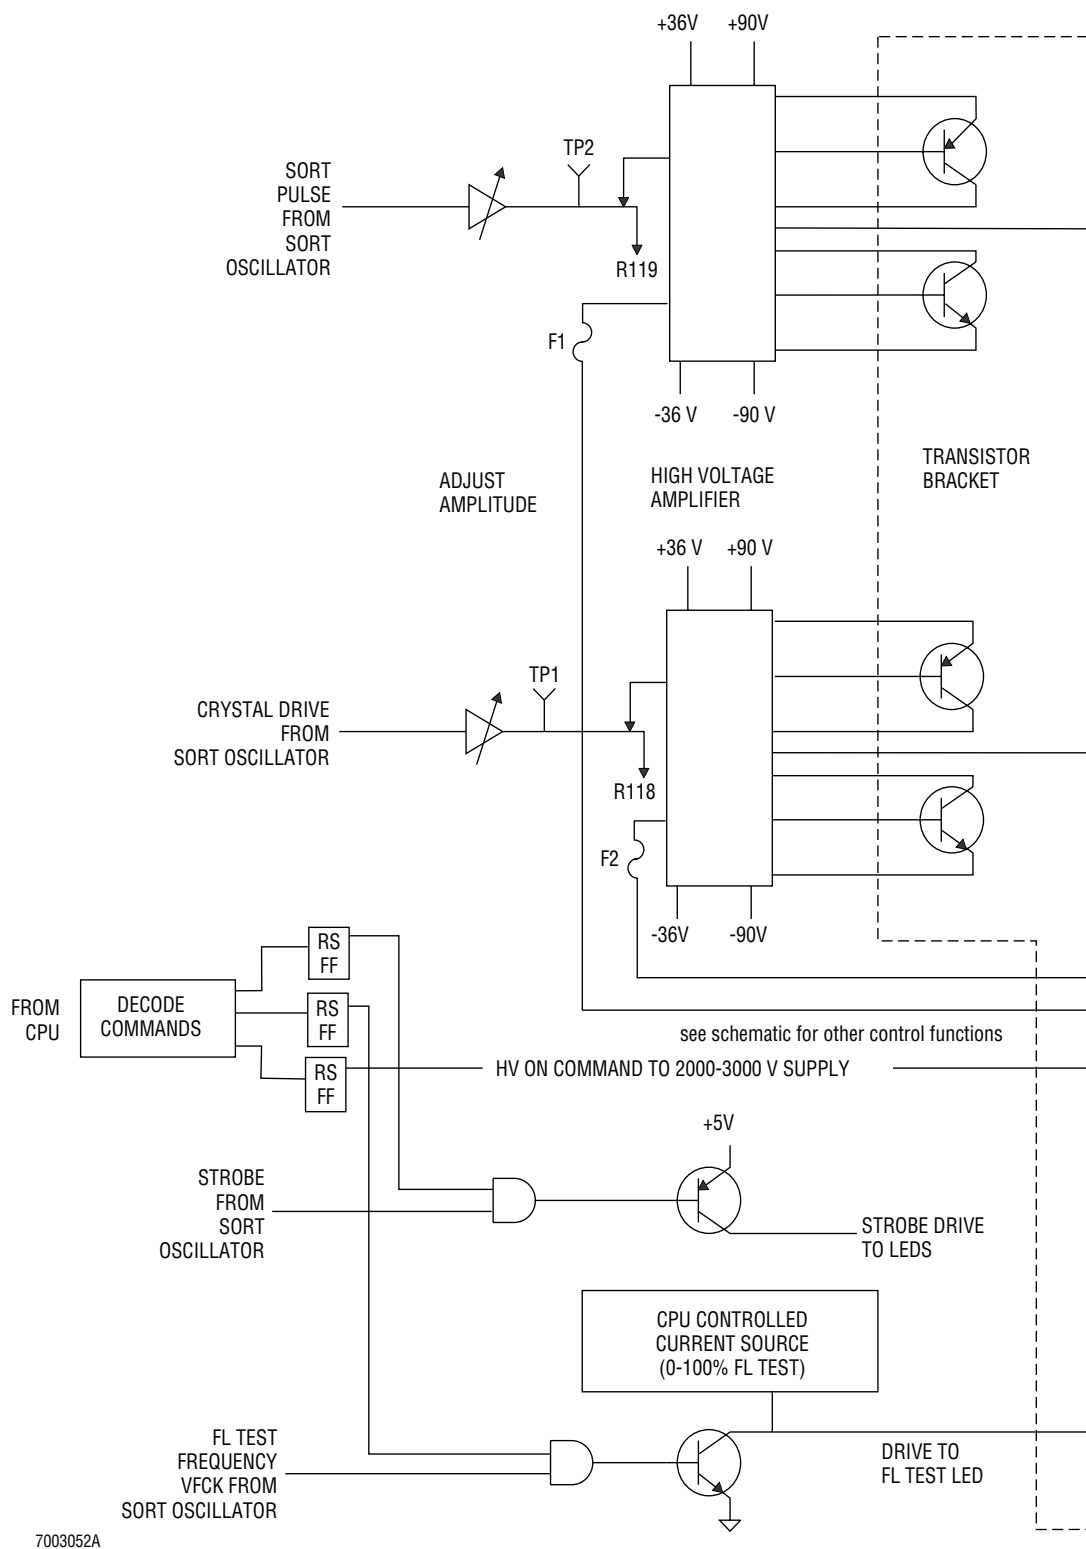 +36V +90V
TP2
SORT
PULSE
FROM
SORT
OSCILLATOR
R119
F1
-36 V -90 V
ADJUST
AMPLITUDE
HIGH VOLTAGE
AMPLIFIER
TRANSISTOR
BRACKET
+36 V +90 V
TP1
CRYSTAL DRIVE
FROM
SORT OSCILLATOR
R118
F2
-36V -90V
RS
FF
FROM
CPU
DECODE
COMMANDS
RS
FF
see schematic for other control functions
RS
FF
HV ON COMMAND TO 2000-3000 V SUPPLY
+5V
STROBE
FROM
SORT
OSCILLATOR
STROBE DRIVE
TO LEDS
CPU CONTROLLED
CURRENT SOURCE
(0-100% FL TEST)
FL TEST
FREQUENCY
VFCK FROM
SORT OSCILLATOR
DRIVE TO
FL TEST LED
7003052A